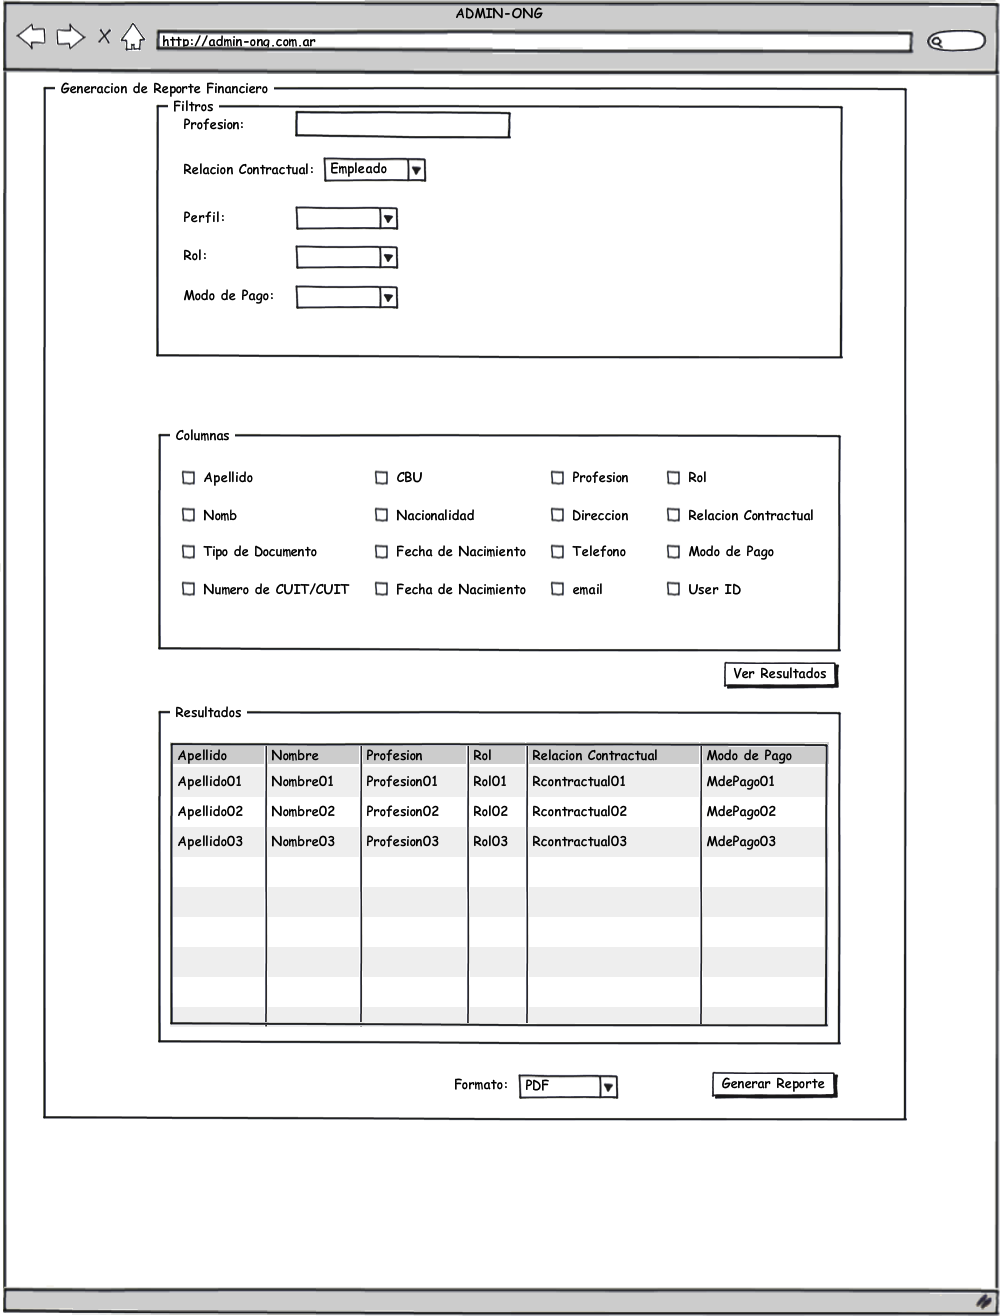 ADMIN-ONG
http://admin-ong.com.ar
Generacion de Reporte Financiero
Filtros
Profesion:
Relacion Contractual: Empleado
Perfil:
Rol:
Modo de Pago:
Columnas
Apellido CBU Profesion Rol
Nomb Nacionalidad Direccion Relacion Contractual
Tipo de Documento Fecha de Nacimiento Telefono Modo de Pago
Numero de CUIT/CUIT Fecha de Nacimiento email User ID
Ver Resultados
Resultados
Apellido Nombre Profesion Rol Relacion Contractual Modo de Pago
Apellido01 Nombre01 Profesion01 Rol01 Rcontractual01 MdePago01
Apellido02 Nombre02 Profesion02 Rol02 Rcontractual02 MdePago02
Apellido03 Nombre03 Profesion03 Rol03 Rcontractual03 MdePago03
Formato: PDF Generar Reporte